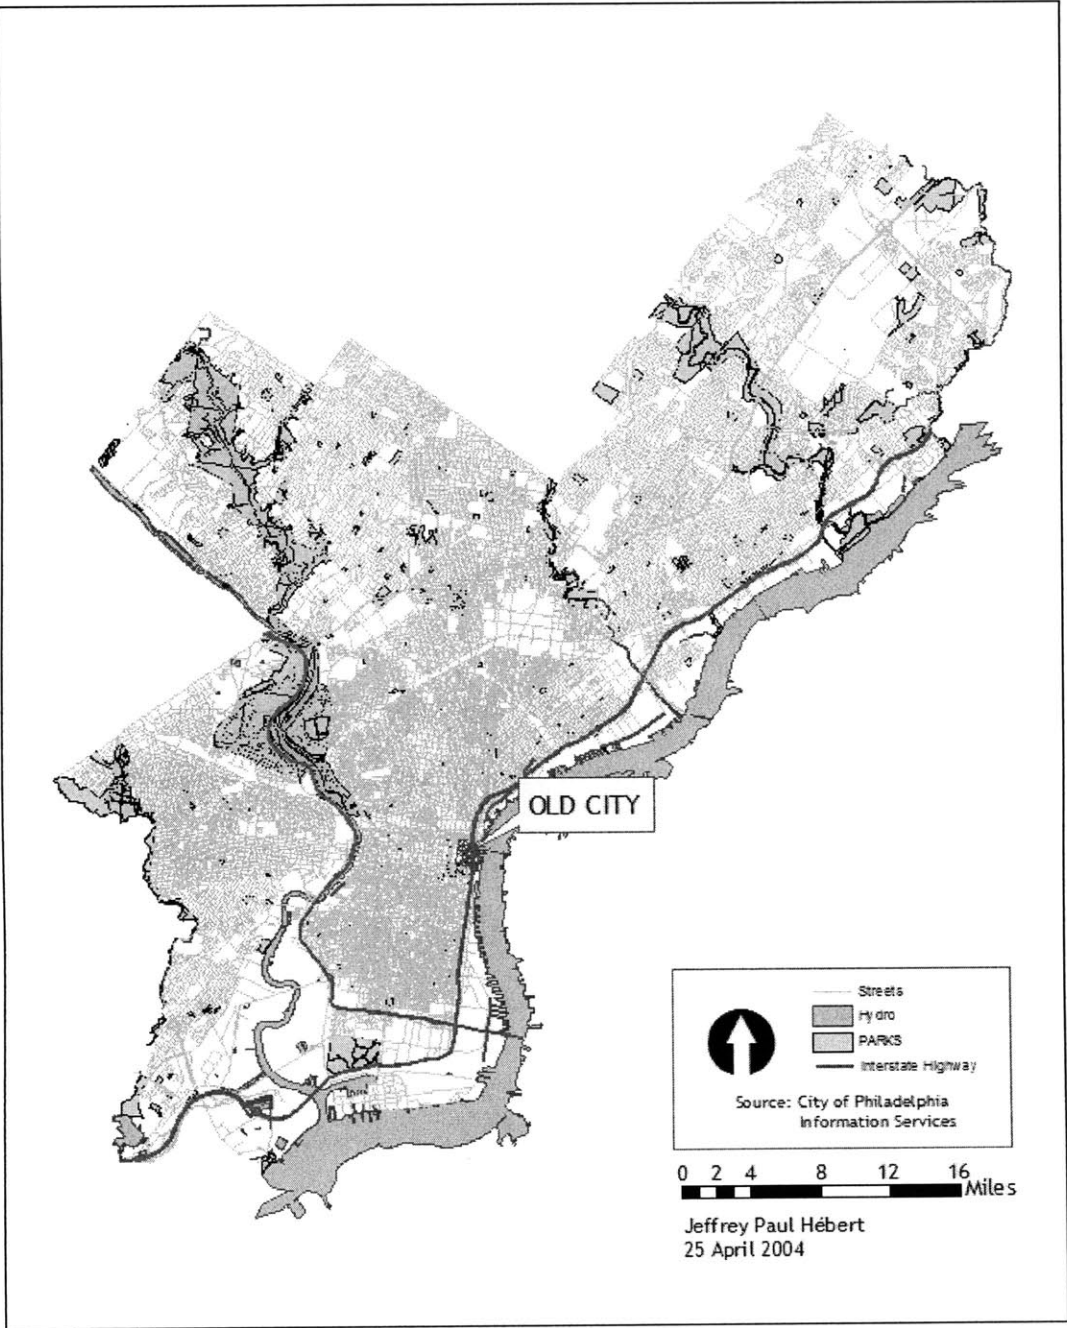 OLD CITY
Streets
Hydro
PARKS
Interstate Highway
Source: City of Philadelphia
Information Services
0 2 4 8 12 16
Miles
Jeffrey Paul Hébert
25 April 2004